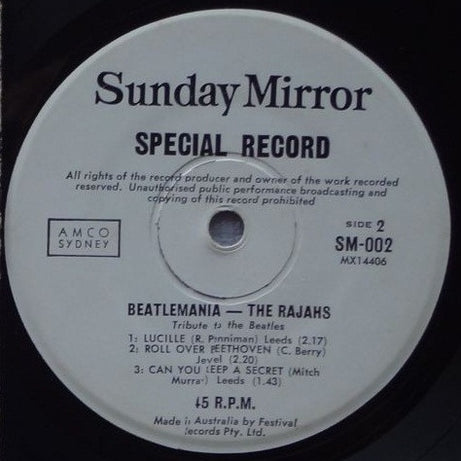 Sunday Mirror
SPECIAL RECORD
All rights of the record producer and owner of the work recorded
reserved. Unauthorised public performance broadcasting and
copying of this record prohibited
AMCO
SYDNEY
SIDE 2
SM-002
MX14406
BEATLEMANIA — THE RAJAHS
Tribute to the Beatles
1: LUCILLE (R. Penniman) Leeds (2.17)
2: ROLL OVER BEETHOVEN (C. Berry)
Jevel (2.20)
3: CAN YOU KEEP A SECRET (Mitch
Murray) Leeds (1.43)
45 R.P.M.
Made in Australia by Festival
Records Pty. Ltd.